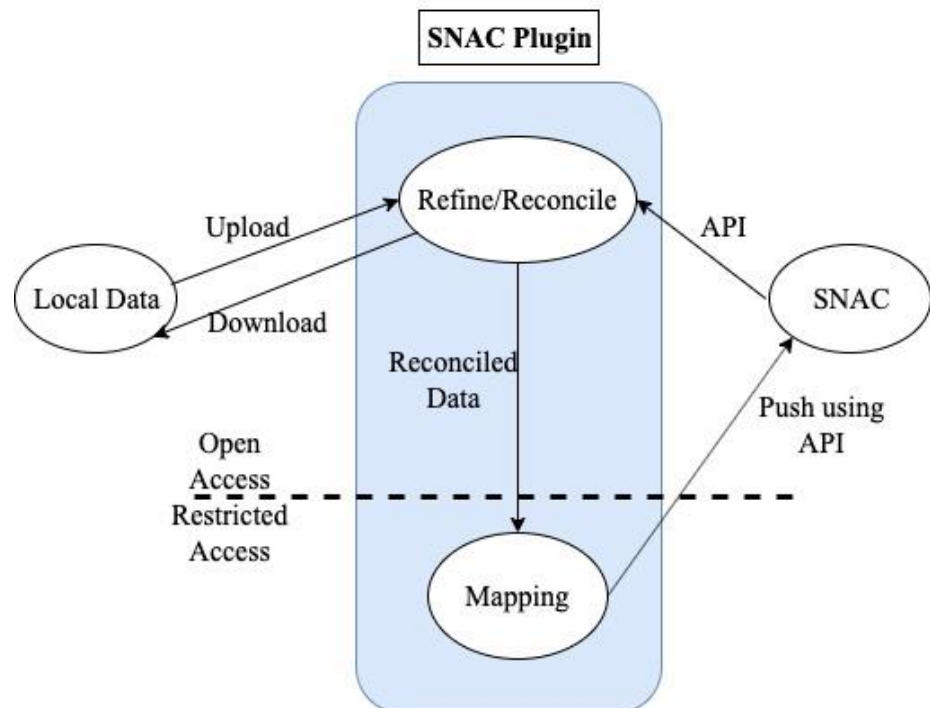 SNAC Plugin
Refine/Reconcile
Upload
API
Local Data
SNAC
Download
Reconciled
Data
Push using
API
Open
Access
Restricted
Access
Mapping